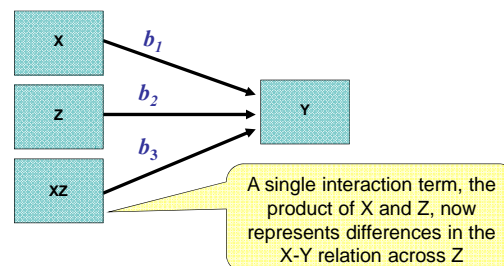 X
b1
Z
b2
Y
b3
XZ
A single interaction term, the
product of X and Z, now
represents differences in the
X-Y relation across Z